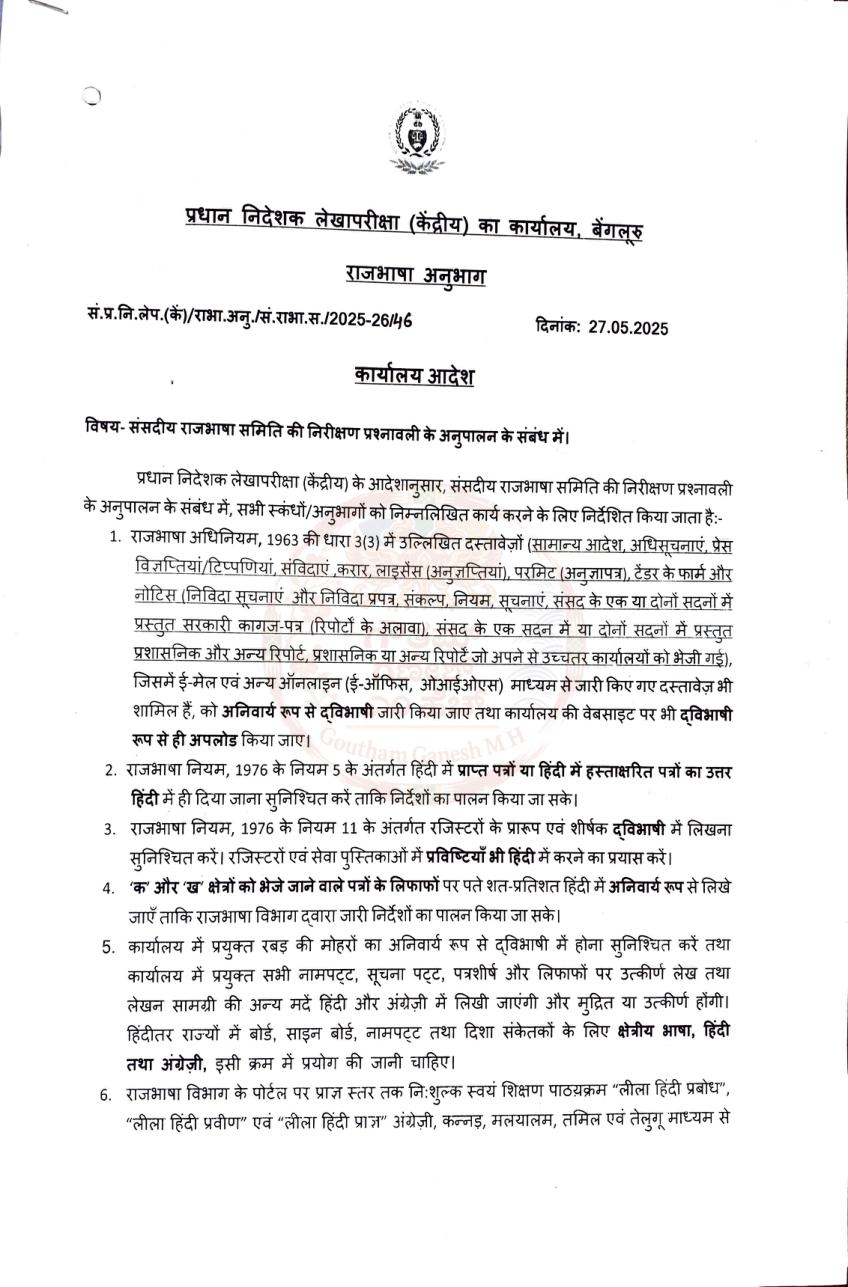 प्रधान निदेशक लेखापरीक्षा (केंद्रीय) का कार्यालय, बेंगलूरु
राजभाषा अनुभाग
सं.प्र.नि.लेप.(कें)/राभा.अनु./सं.राभा.स./2025-26/46
दिनांक: 27.05.2025
कार्यालय आदेश
विषय- संसदीय राजभाषा समिति की निरीक्षण प्रश्नावली के अनुपालन के संबंध में।
प्रधान निदेशक लेखापरीक्षा (केंद्रीय) के आदेशानुसार, संसदीय राजभाषा समिति की निरीक्षण प्रश्नावली
के अनुपालन के संबंध में, सभी स्कंधों/अनुभागों को निम्नलिखित कार्य करने के लिए निर्देशित किया जाता है:-
1. राजभाषा अधिनियम, 1963 की धारा 3(3) में उल्लिखित दस्तावेज़ों (सामान्य आदेश, अधिसूचनाएं, प्रेस
विज्ञप्तियां/टिप्पणियां, संविदाएं ,करार, लाइसेंस (अनुज्ञप्तियां), परमिट (अनुज्ञापत्र), टेंडर के फार्म और
नोटिस (निविदा सूचनाएं और निविदा प्रपत्र, संकल्प, नियम, सूचनाएं, संसद के एक या दोनों सदनों में
प्रस्तुत सरकारी कागज-पत्र (रिपोर्टों के अलावा), संसद के एक सदन में या दोनों सदनों में प्रस्तुत
प्रशासनिक और अन्य रिपोर्ट, प्रशासनिक या अन्य रिपोर्टें जो अपने से उच्चतर कार्यालयों को भेजी गई),
जिसमें ई-मेल एवं अन्य ऑनलाइन (ई-ऑफिस, ओआईओएस) माध्यम से जारी किए गए दस्तावेज़ भी
शामिल हैं, को अनिवार्य रूप से द्विभाषी जारी किया जाए तथा कार्यालय की वेबसाइट पर भी द्विभाषी
रूप से ही अपलोड किया जाए।
Goutham Ganesh M H
2. राजभाषा नियम, 1976 के नियम 5 के अंतर्गत हिंदी में प्राप्त पत्रों या हिंदी में हस्ताक्षरित पत्रों का उत्तर
हिंदी में ही दिया जाना सुनिश्चित करें ताकि निर्देशों का पालन किया जा सके।
3. राजभाषा नियम, 1976 के नियम 11 के अंतर्गत रजिस्टरों के प्रारूप एवं शीर्षक द्विभाषी में लिखना
सुनिश्चित करें। रजिस्टरों एवं सेवा पुस्तिकाओं में प्रविष्टियाँ भी हिंदी में करने का प्रयास करें।
4. 'क' और 'ख' क्षेत्रों को भेजे जाने वाले पत्रों के लिफाफों पर पते शत-प्रतिशत हिंदी में अनिवार्य रूप से लिखे
जाएँ ताकि राजभाषा विभाग द्वारा जारी निर्देशों का पालन किया जा सके।
5. कार्यालय में प्रयुक्त रबड़ की मोहरों का अनिवार्य रूप से द्विभाषी में होना सुनिश्चित करें तथा
कार्यालय में प्रयुक्त सभी नामपट्ट, सूचना पट्ट, पत्रशीर्ष और लिफाफों पर उत्कीर्ण लेख तथा
लेखन सामग्री की अन्य मदें हिंदी और अंग्रेज़ी में लिखी जाएंगी और मुद्रित या उत्कीर्ण होंगी।
हिंदीतर राज्यों में बोर्ड, साइन बोर्ड, नामपट्ट तथा दिशा संकेतकों के लिए क्षेत्रीय भाषा, हिंदी
तथा अंग्रेज़ी, इसी क्रम में प्रयोग की जानी चाहिए।
6. राजभाषा विभाग के पोर्टल पर प्राज्ञ स्तर तक नि:शुल्क स्वयं शिक्षण पाठ्यक्रम "लीला हिंदी प्रबोध",
"लीला हिंदी प्रवीण" एवं "लीला हिंदी प्राज्ञ" अंग्रेज़ी, कन्नड़, मलयालम, तमिल एवं तेलुगू माध्यम से